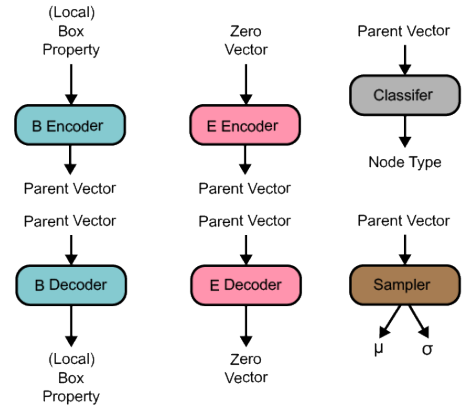 (Local)
Box
Property
B Encoder
Parent Vector
Zero
Vector
E Encoder
Parent Vector
Parent Vector
Classifer
Node Type
Parent Vector
B Decoder
(Local)
Box
Property
Parent Vector
E Decoder
Zero
Vector
Parent Vector
Sampler
μ
σ